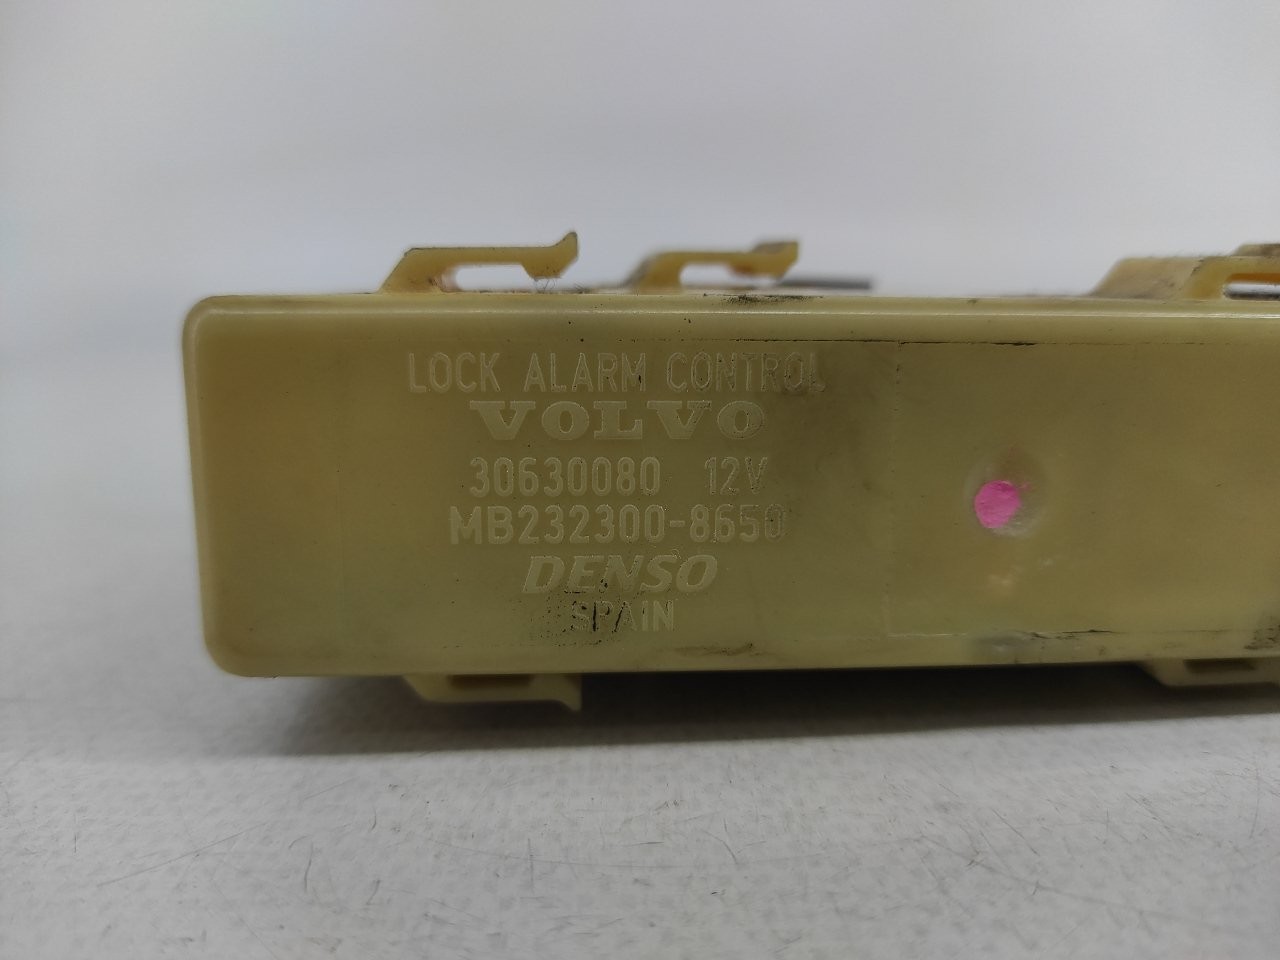 LOCK ALARM CONTROL
VOLVO
30630080 12V
MB232300-8650
DENSO
SPAIN